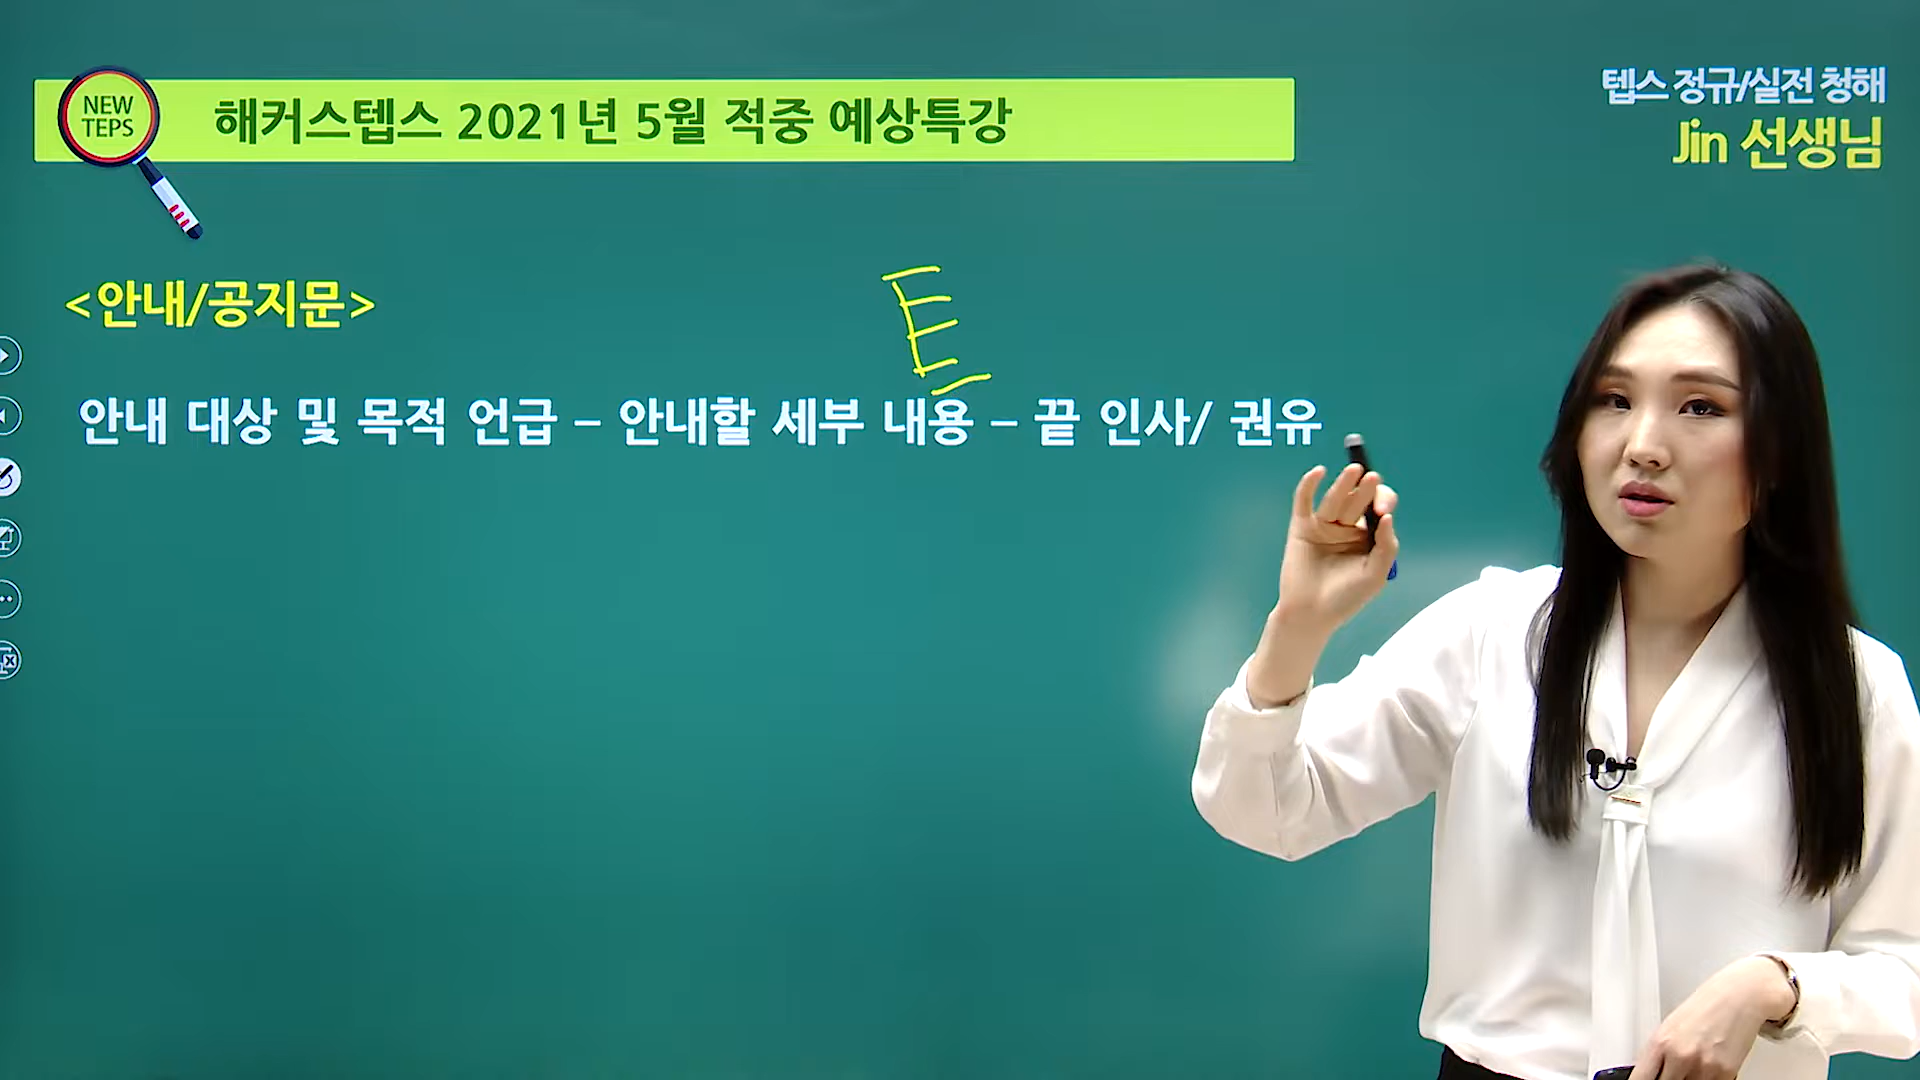 NEW
TEPS
해커스텝스 2021년 5월 적중 예상특강
텝스 정규/실전 청해
Jin 선생님
<안내/공지문>
안내 대상 및 목적 언급 – 안내할 세부 내용 – 끝 인사/ 권유